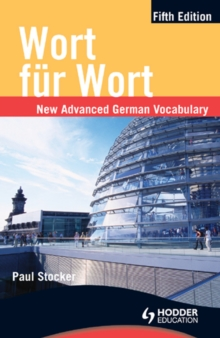 Fifth Edition
Wort
für Wort
New Advanced German Vocabulary
Paul Stocker
HODDER
EDUCATION